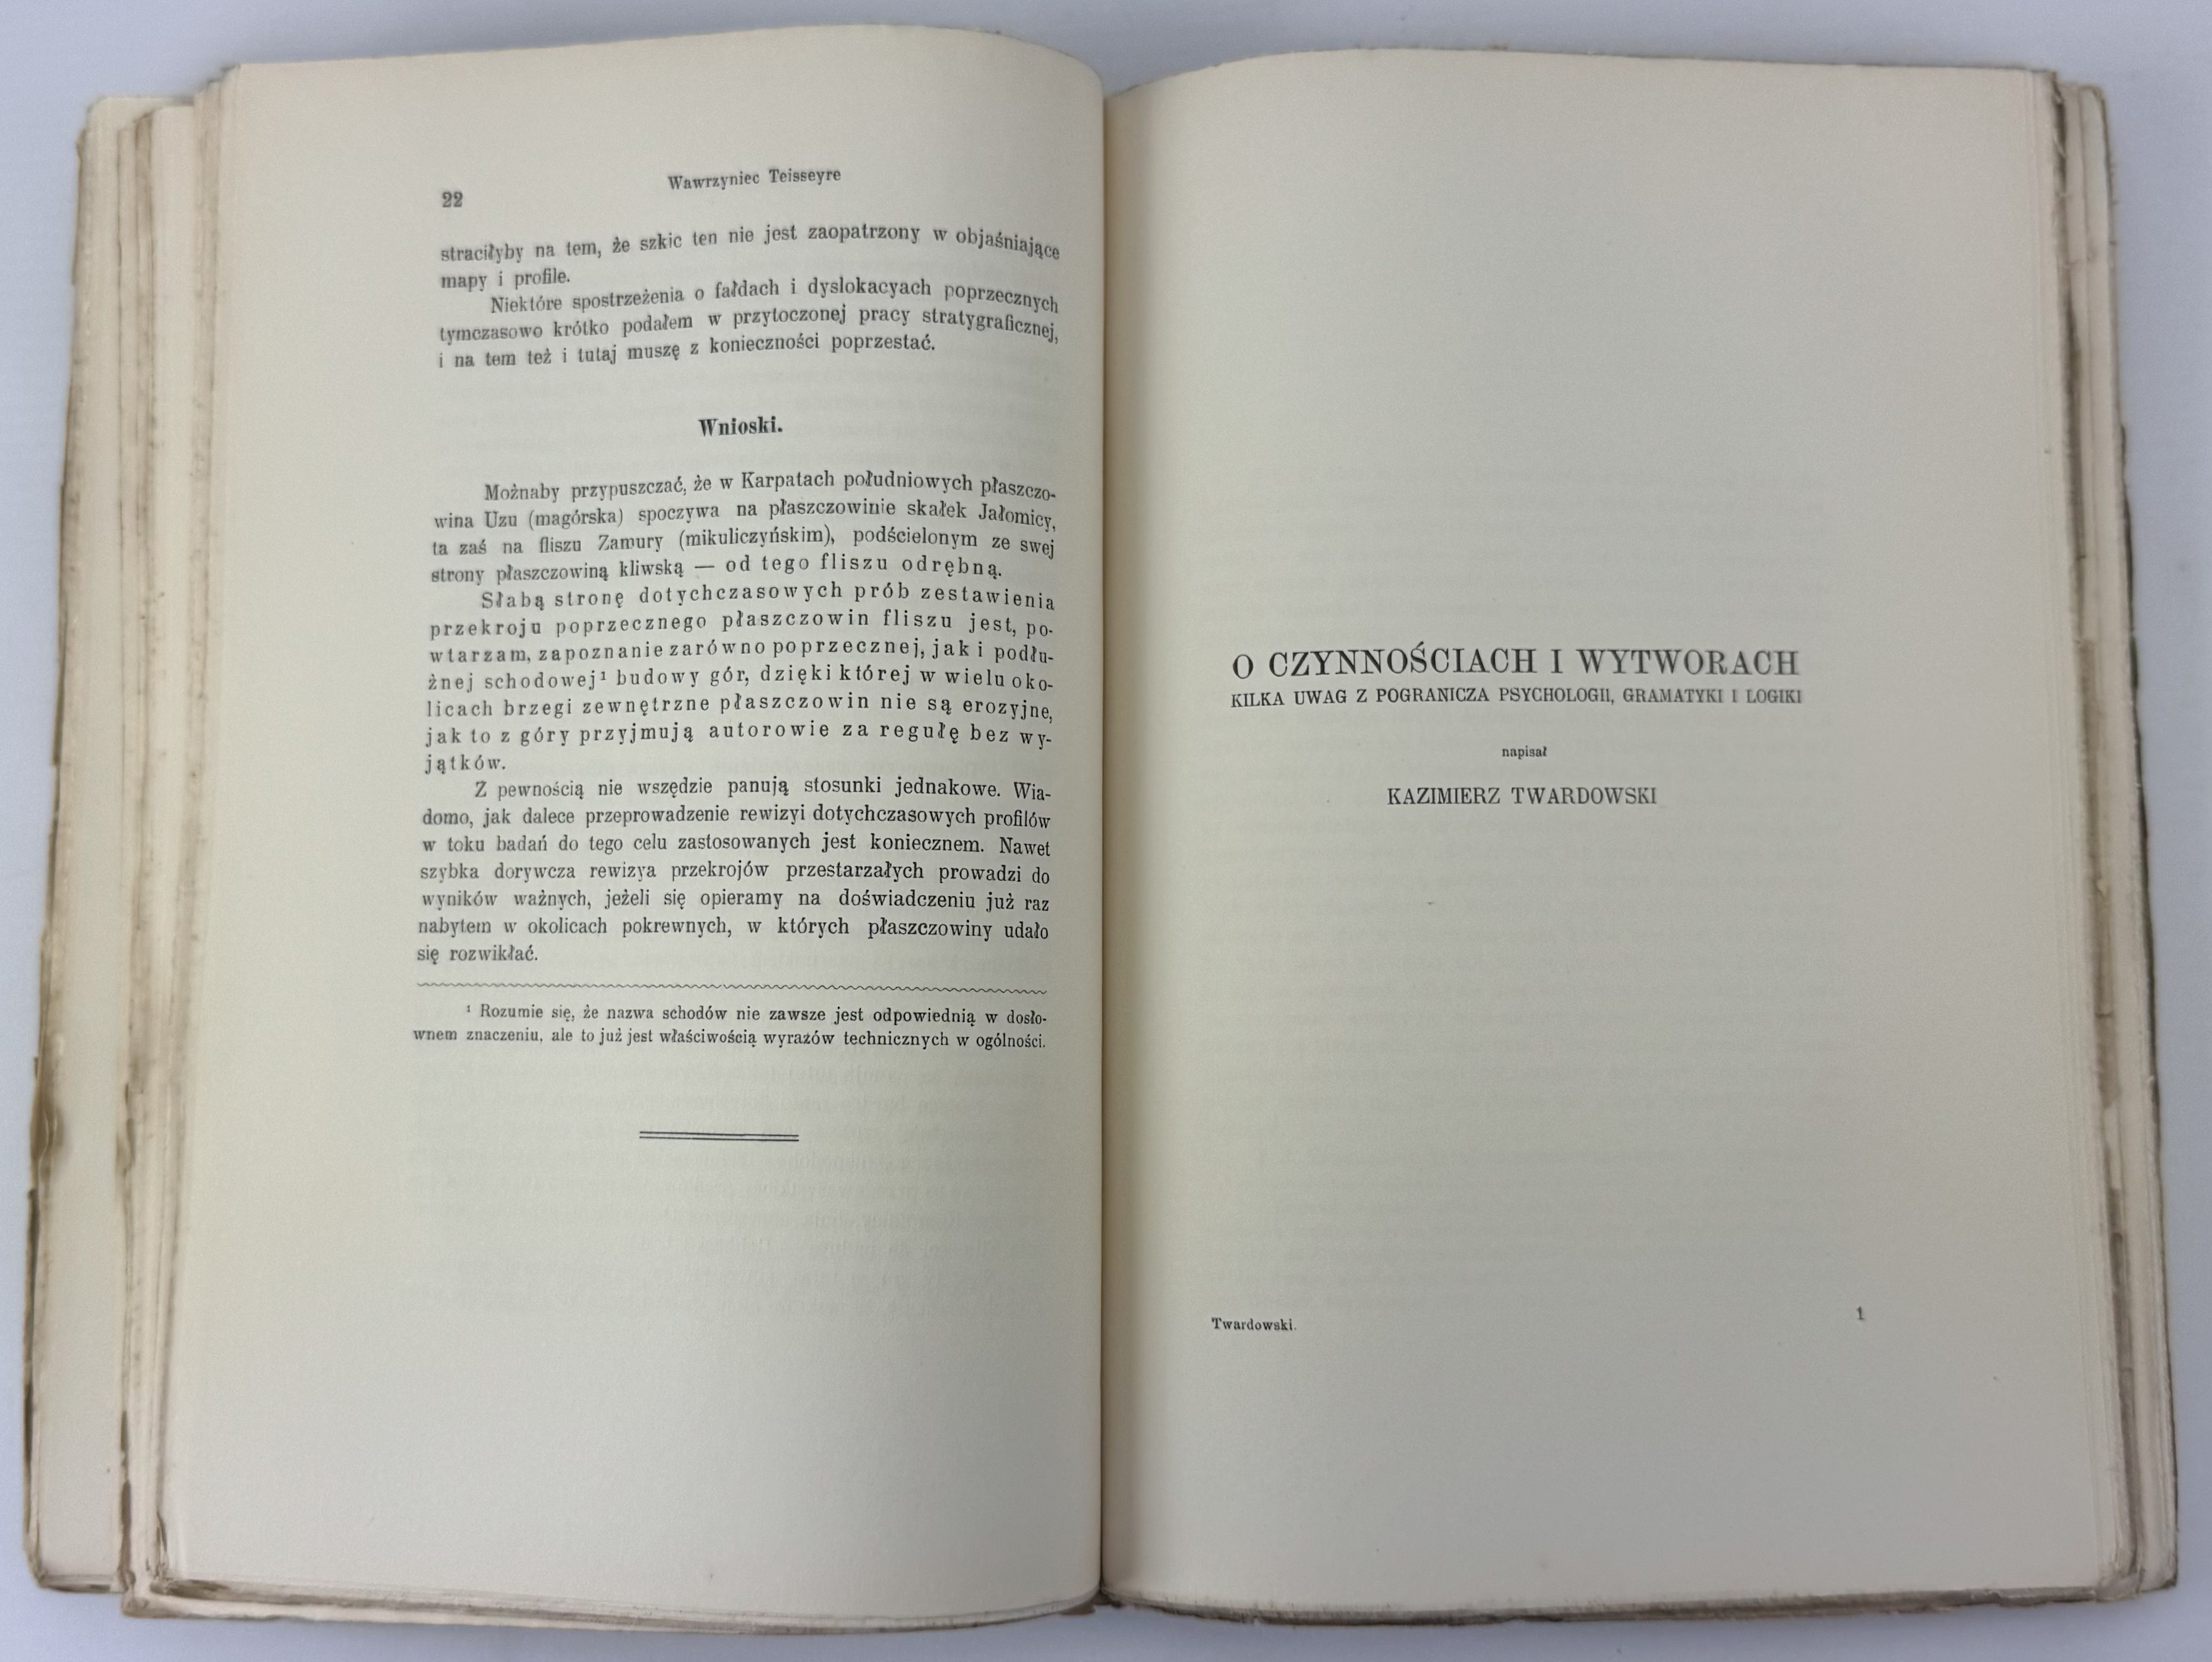 22
Wawrzyniec Teisseyre
straciłyby na tem, że szkic ten nie jest zaopatrzony w objaśniające
mapy i profile.
Niektóre spostrzeżenia o fałdach i dyslokacyach poprzecznych
tymczasowo krótko podałem w przytoczonej pracy stratygraficznej,
i na tem też i tutaj muszę z konieczności poprzestać.
Wnioski.
Możnaby przypuszczać, że w Karpatach południowych płaszczo-
wina Uzu (magórska) spoczywa na płaszczowinie skałek Jałomicy,
ta zaś na fliszu Zamury (mikuliczyńskim), podścielonym ze swej
strony płaszczowiną kliwską — od tego fliszu odrębną.
Słabą stronę dotychczasowych prób zestawienia
przekroju poprzecznego płaszczowin fliszu jest, po-
wtarzam, zapoznanie zarówno poprzecznej, jak i podłu-
żnej schodowej¹ budowy gór, dzięki której w wielu oko-
licach brzegi zewnętrzne płaszczowin nie są erozyjne,
jak to z góry przyjmują autorowie za regułę bez wy-
jątków.
Z pewnością nie wszędzie panują stosunki jednakowe. Wia-
domo, jak dalece przeprowadzenie rewizyi dotychczasowych profilów
w toku badań do tego celu zastosowanych jest koniecznem. Nawet
szybka dorywcza rewizya przekrojów przestarzałych prowadzi do
wyników ważnych, jeżeli się opieramy na doświadczeniu już raz
nabytem w okolicach pokrewnych, w których płaszczowiny udało
się rozwikłać.
¹ Rozumie się, że nazwa schodów nie zawsze jest odpowiednią w dosło-
wnem znaczeniu, ale to już jest właściwością wyrazów technicznych w ogólności.
O CZYNNOŚCIACH I WYTWORACH
KILKA UWAG Z POGRANICZA PSYCHOLOGII, GRAMATYKI I LOGIKI
napisał
KAZIMIERZ TWARDOWSKI
Twardowski.
1